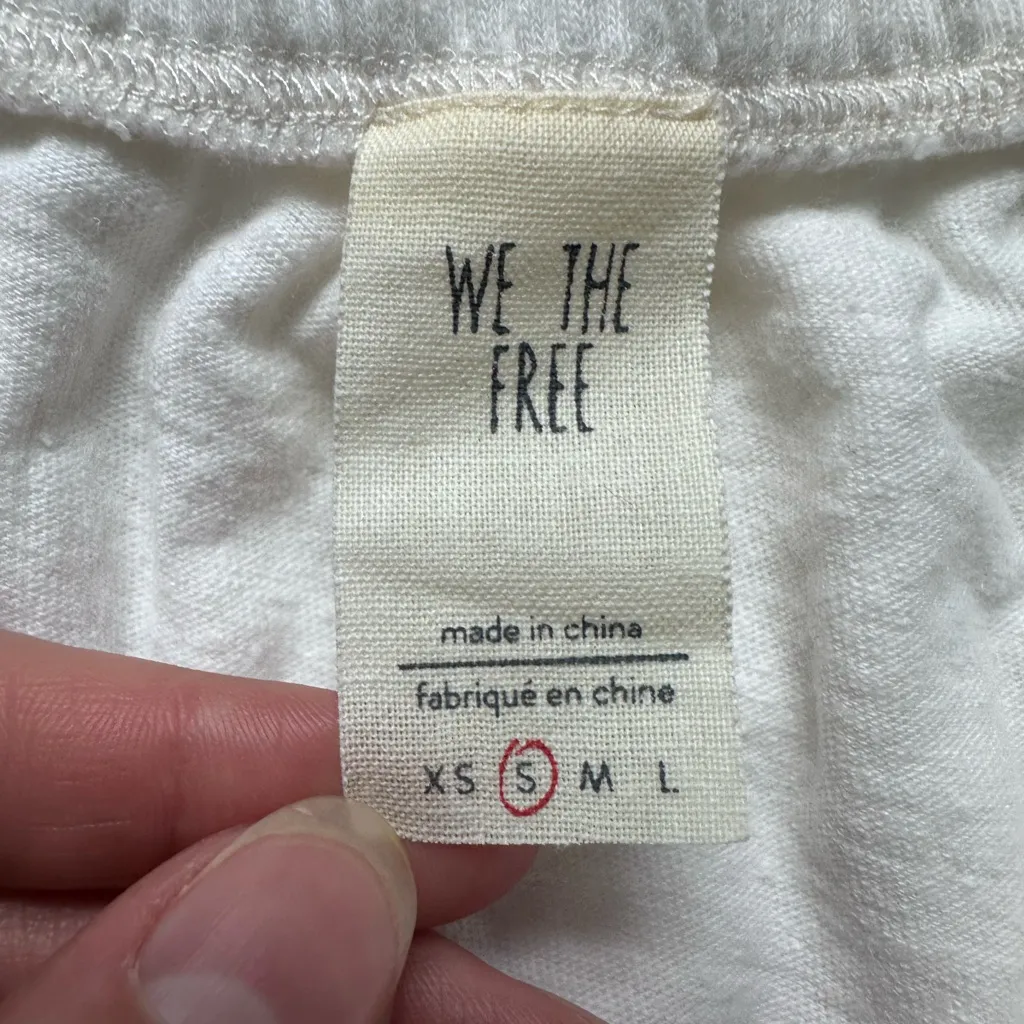 WE THE
FREE
made in china
fabriqué en chine
XS S M L